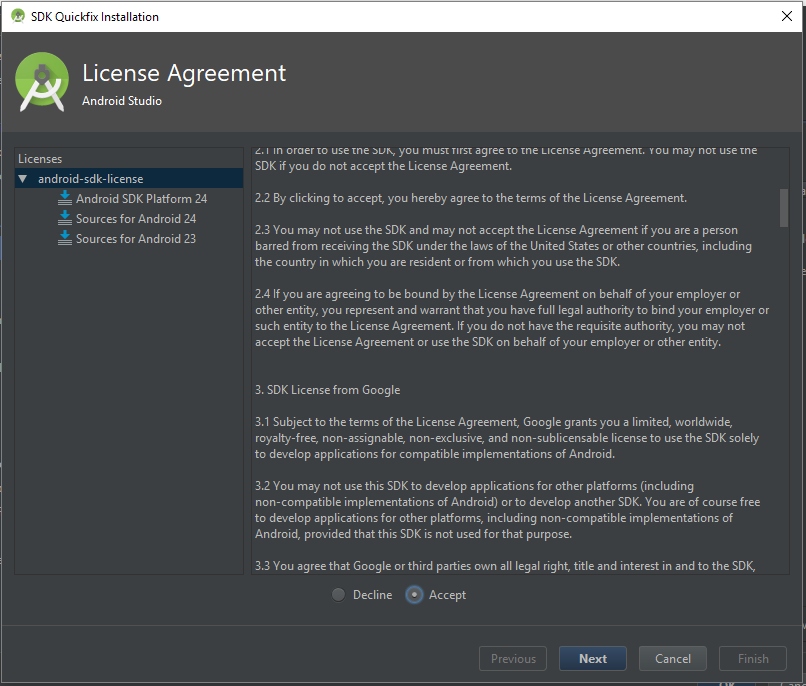 SDK Quickfix Installation
License Agreement
Android Studio
Licenses
android-sdk-license
Android SDK Platform 24
Sources for Android 24
Sources for Android 23
2.1 In order to use the SDK, you must first agree to the License Agreement. You may not use the
SDK if you do not accept the License Agreement.
2.2 By clicking to accept, you hereby agree to the terms of the License Agreement.
2.3 You may not use the SDK and may not accept the License Agreement if you are a person
barred from receiving the SDK under the laws of the United States or other countries, including
the country in which you are resident or from which you use the SDK.
2.4 If you are agreeing to be bound by the License Agreement on behalf of your employer or
other entity, you represent and warrant that you have full legal authority to bind your employer or
such entity to the License Agreement. If you do not have the requisite authority, you may not
accept the License Agreement or use the SDK on behalf of your employer or other entity.
3. SDK License from Google
3.1 Subject to the terms of the License Agreement, Google grants you a limited, worldwide,
royalty-free, non-assignable, non-exclusive, and non-sublicensable license to use the SDK solely
to develop applications for compatible implementations of Android.
3.2 You may not use this SDK to develop applications for other platforms (including
non-compatible implementations of Android) or to develop another SDK. You are of course free
to develop applications for other platforms, including non-compatible implementations of
Android, provided that this SDK is not used for that purpose.
3.3 You agree that Google or third parties own all legal right, title and interest in and to the SDK,
Decline
Accept
Previous
Next
Cancel
Finish